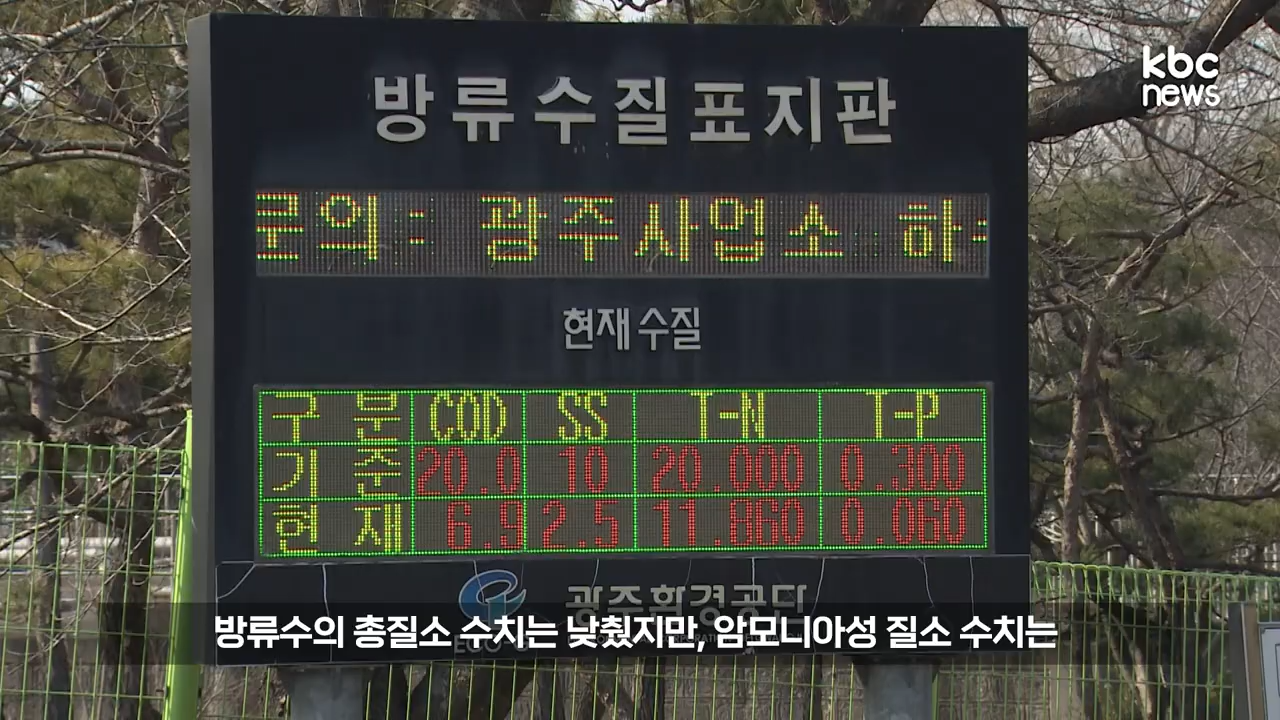 kbc
news
방류수질표지판
문의 : 광주사업소 하
현재 수질
구 분 COD SS T-N T-P
기 준 20.0 10 20.000 0.300
현 재 6.9 2.5 11.860 0.060
광주환경공단
방류수의 총질소 수치는 낮췄지만, 암모니아성 질소 수치는